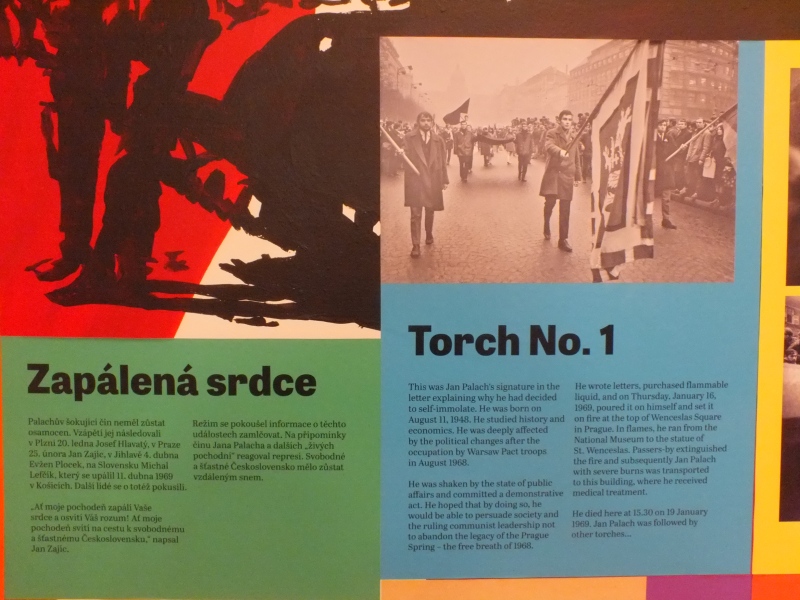 Zapálená srdce
Palachův šokující čin neměl zůstat
osamocen. Vzápětí jej následovali
v Plzni 20. ledna Josef Hlavatý, v Praze
25. února Jan Zajíc, v Jihlavě 4. dubna
Evžen Plocek, na Slovensku Michal
Lefčík, který se upálil 11. dubna 1969
v Košicích. Další lidé se o totéž pokusili.
„Ať moje pochodeň zapálí Vaše
srdce a osvítí Váš rozum! Ať moje
pochodeň svítí na cestu k svobodnému
a šťastnému Československu,“ napsal
Jan Zajíc.
Režim se pokoušel informace o těchto
událostech zamlčovat. Na připomínky
činu Jana Palacha a dalších „živých
pochodní“ reagoval represí. Svobodné
a šťastné Československo mělo zůstat
vzdáleným snem.
Torch No. 1
This was Jan Palach's signature in the
letter explaining why he had decided
to self-immolate. He was born on
August 11, 1948. He studied history and
economics. He was deeply affected
by the political changes after the
occupation by Warsaw Pact troops
in August 1968.
He was shaken by the state of public
affairs and committed a demonstrative
act. He hoped that by doing so, he
would be able to persuade society and
the ruling communist leadership not
to abandon the legacy of the Prague
Spring – the free breath of 1968.
He wrote letters, purchased flammable
liquid, and on Thursday, January 16,
1969, poured it on himself and set it
on fire at the top of Wenceslas Square
in Prague. In flames, he ran from the
National Museum to the statue of
St. Wenceslas. Passers-by extinguished
the fire and subsequently Jan Palach
with severe burns was transported
to this building, where he received
medical treatment.
He died here at 15.30 on 19 January
1969. Jan Palach was followed by
other torches...